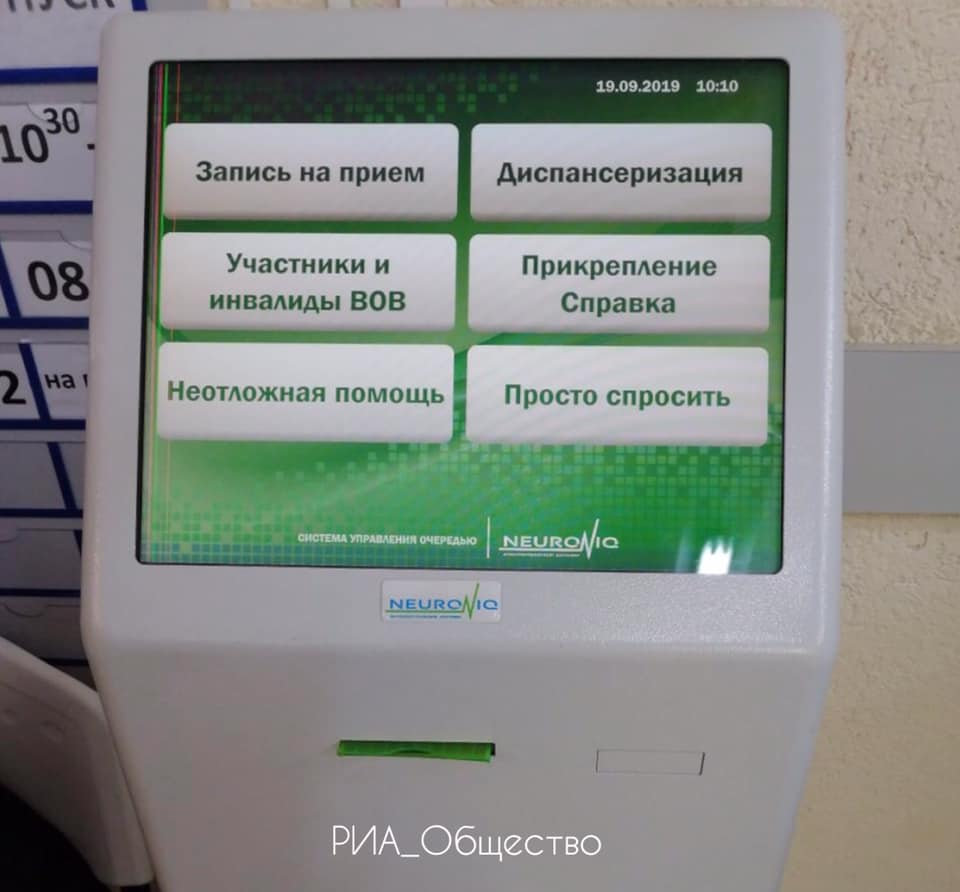 10³⁰ -
08
2
на
19.09.2019 10:10
Запись на прием
Диспансеризация
Участники и
инвалиды ВОВ
Прикрепление
Справка
Неотложная помощь
Просто спросить
СИСТЕМА УПРАВЛЕНИЯ ОЧЕРЕДЬЮ
NEURONIQ
NEURONIQ
РИА_Общество